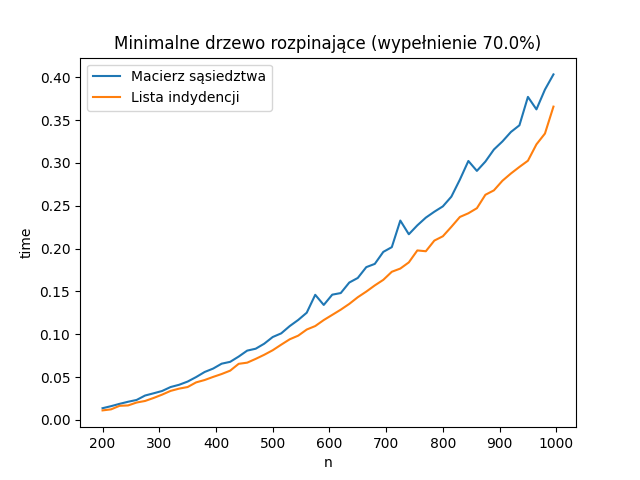 Minimalne drzewo rozpinające (wypełnienie 70.0%)
Macierz sąsiedztwa
Lista indydencji
0.40
0.35
0.30
0.25
0.20
0.15
0.10
0.05
0.00
time
200 300 400 500 600 700 800 900 1000
n